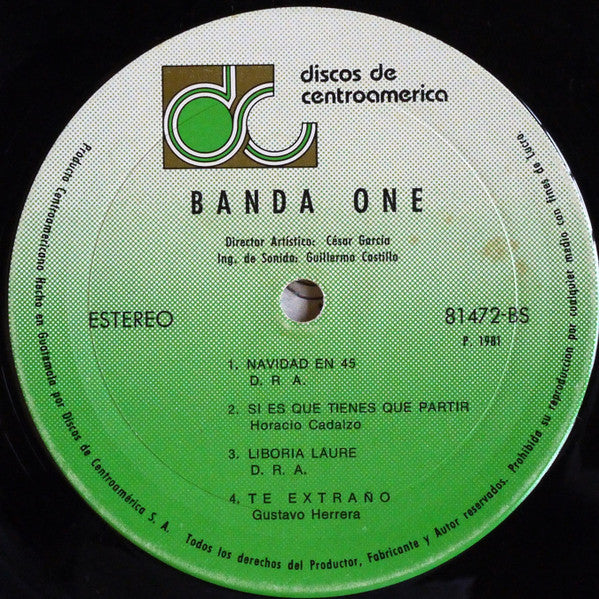 dc
discos de
centroamerica
BANDA ONE
Director Artístico: César García
Ing. de Sonido: Guillermo Castillo
ESTEREO
81472-BS
P. 1981
1. NAVIDAD EN 45
D. R. A.
2. SI ES QUE TIENES QUE PARTIR
Horacio Cadalzo
3. LIBORIA LAURE
D. R. A.
4. TE EXTRAÑO
Gustavo Herrera
Producto Centroamericano Hecho en Guatemala por Discos de Centroamérica S. A. Todos los derechos del Productor, Fabricante y Autor reservados. Prohibida su reproduccion por cualquier medio con fines de Lucro